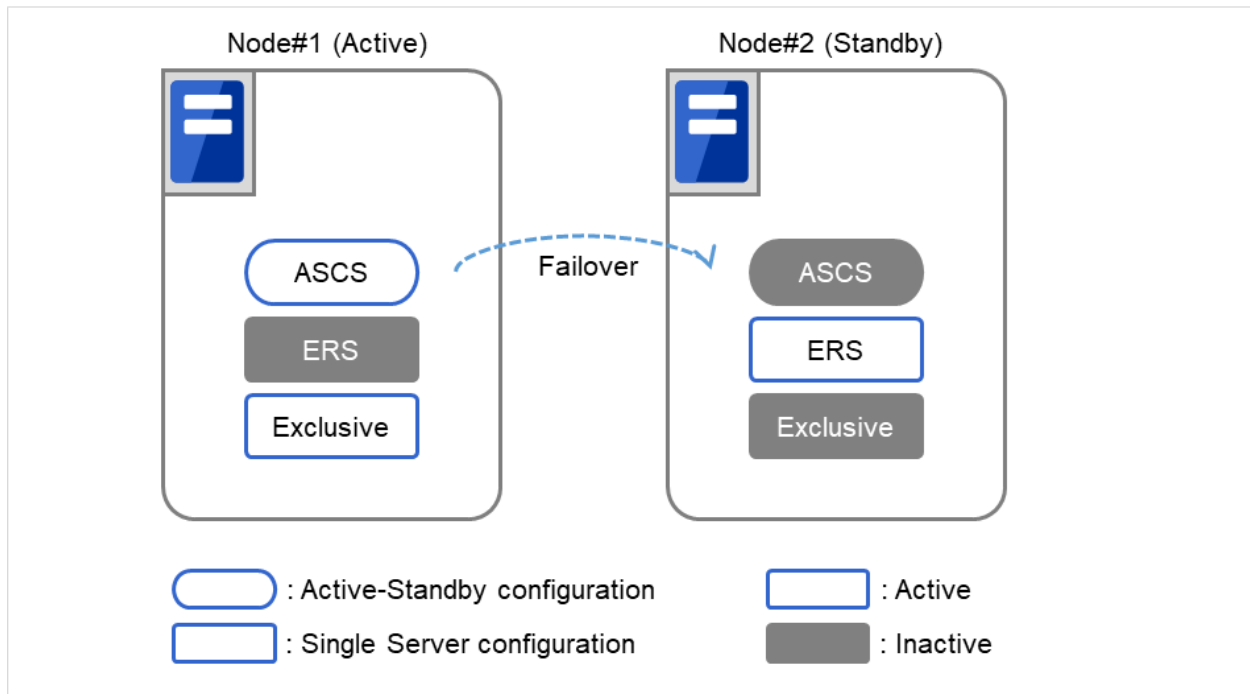 Node#1 (Active)
Node#2 (Standby)
ASCS
Failover
ASCS
ERS
ERS
Exclusive
Exclusive
: Active-Standby configuration
: Active
: Single Server configuration
: Inactive